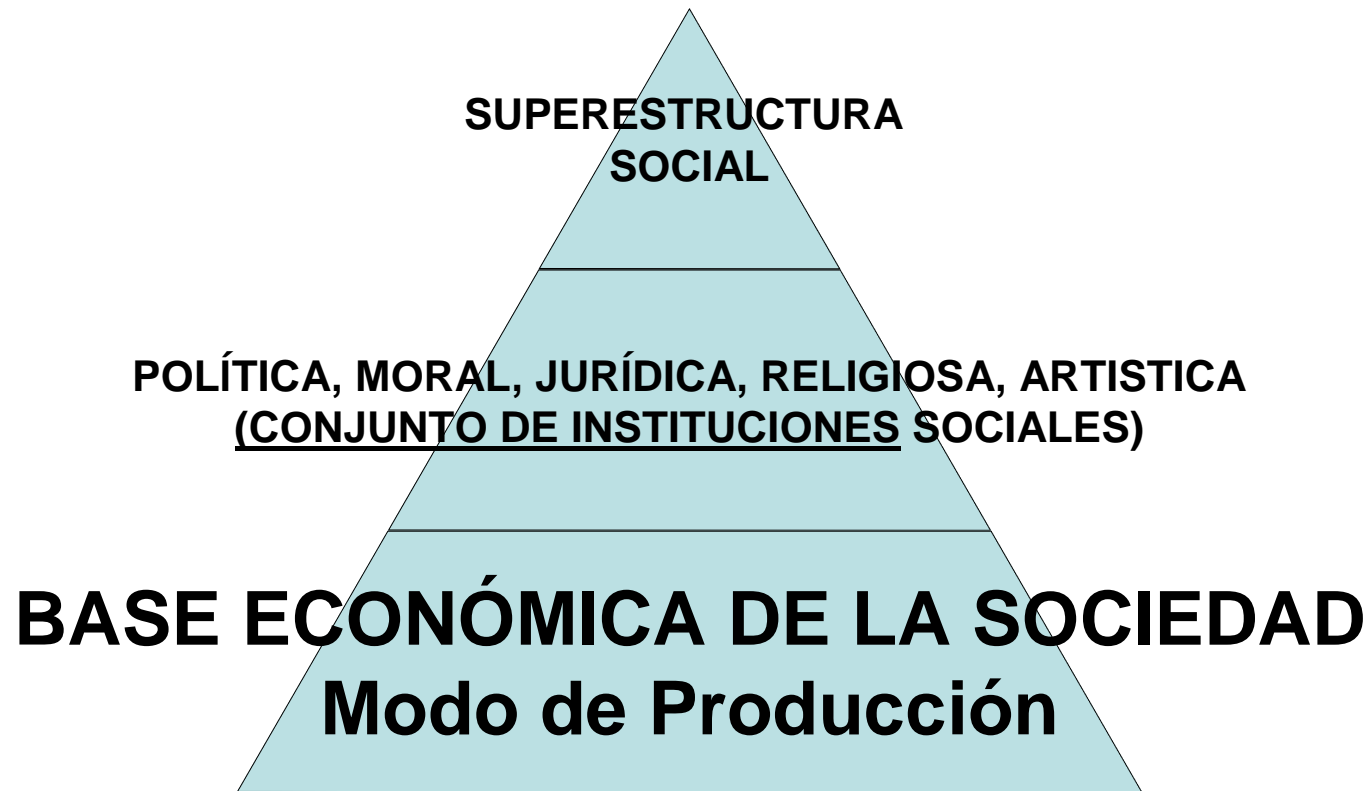 SUPERESTRUCTURA
SOCIAL
POLÍTICA, MORAL, JURÍDICA, RELIGIOSA, ARTISTICA
(CONJUNTO DE INSTITUCIONES SOCIALES)
BASE ECONÓMICA DE LA SOCIEDAD
Modo de Producción